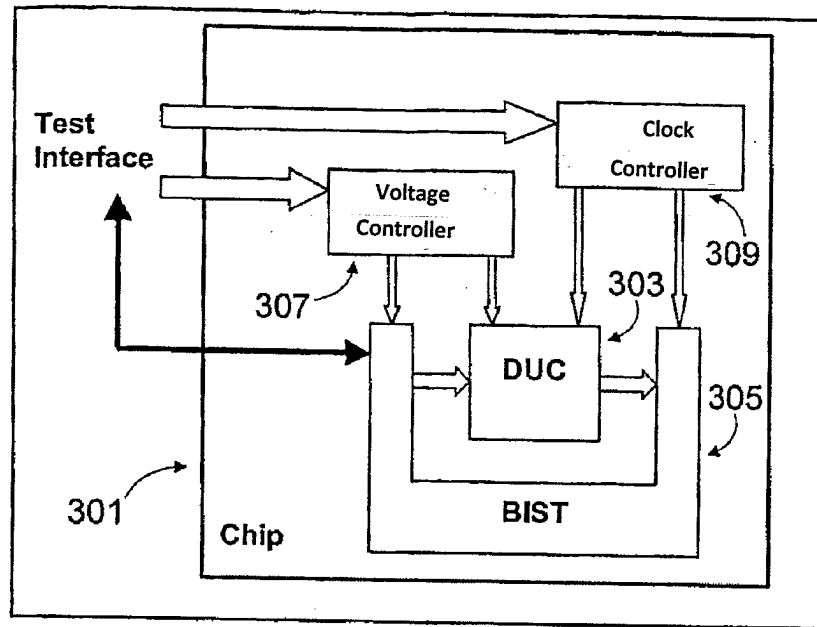 Test
Interface
Clock
Controller
Voltage
Controller
309
307
303
DUC
305
BIST
301
Chip